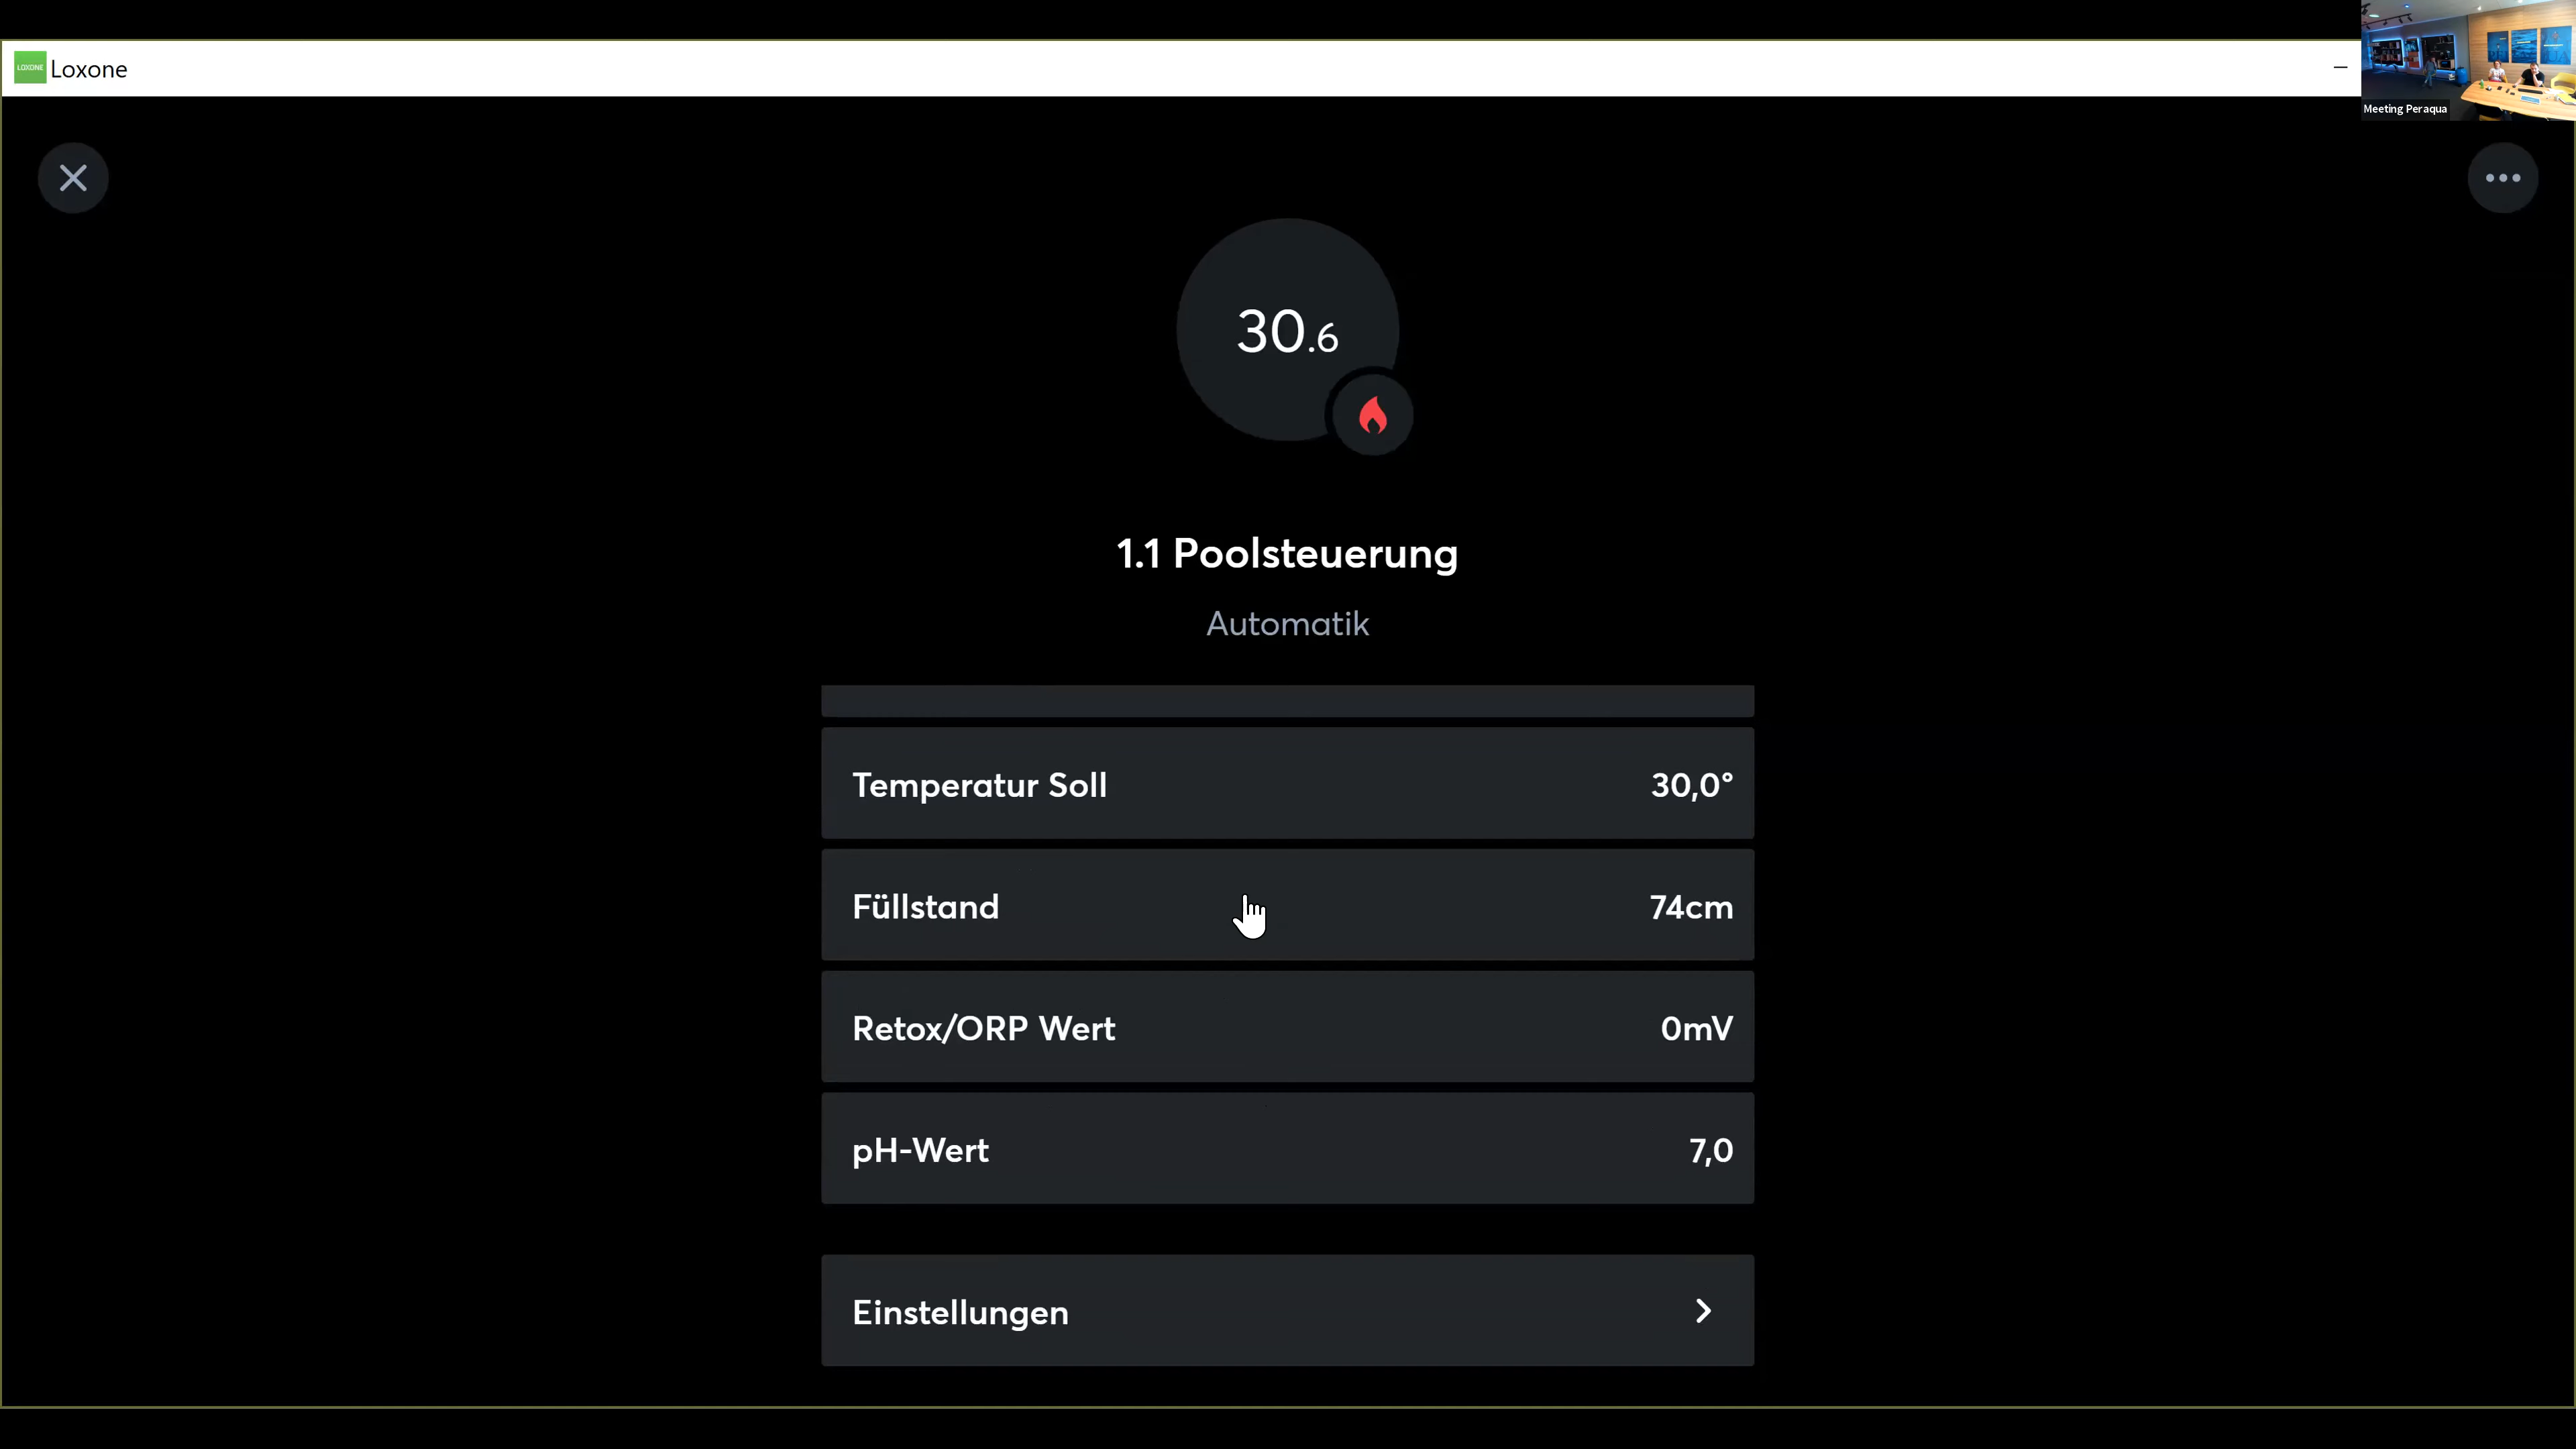 LOXONE
Loxone
Meeting Peraqua
30.6
1.1 Poolsteuerung
Automatik
Temperatur Soll 30,0°
Füllstand 74cm
Retox/ORP Wert 0mV
pH-Wert 7,0
Einstellungen